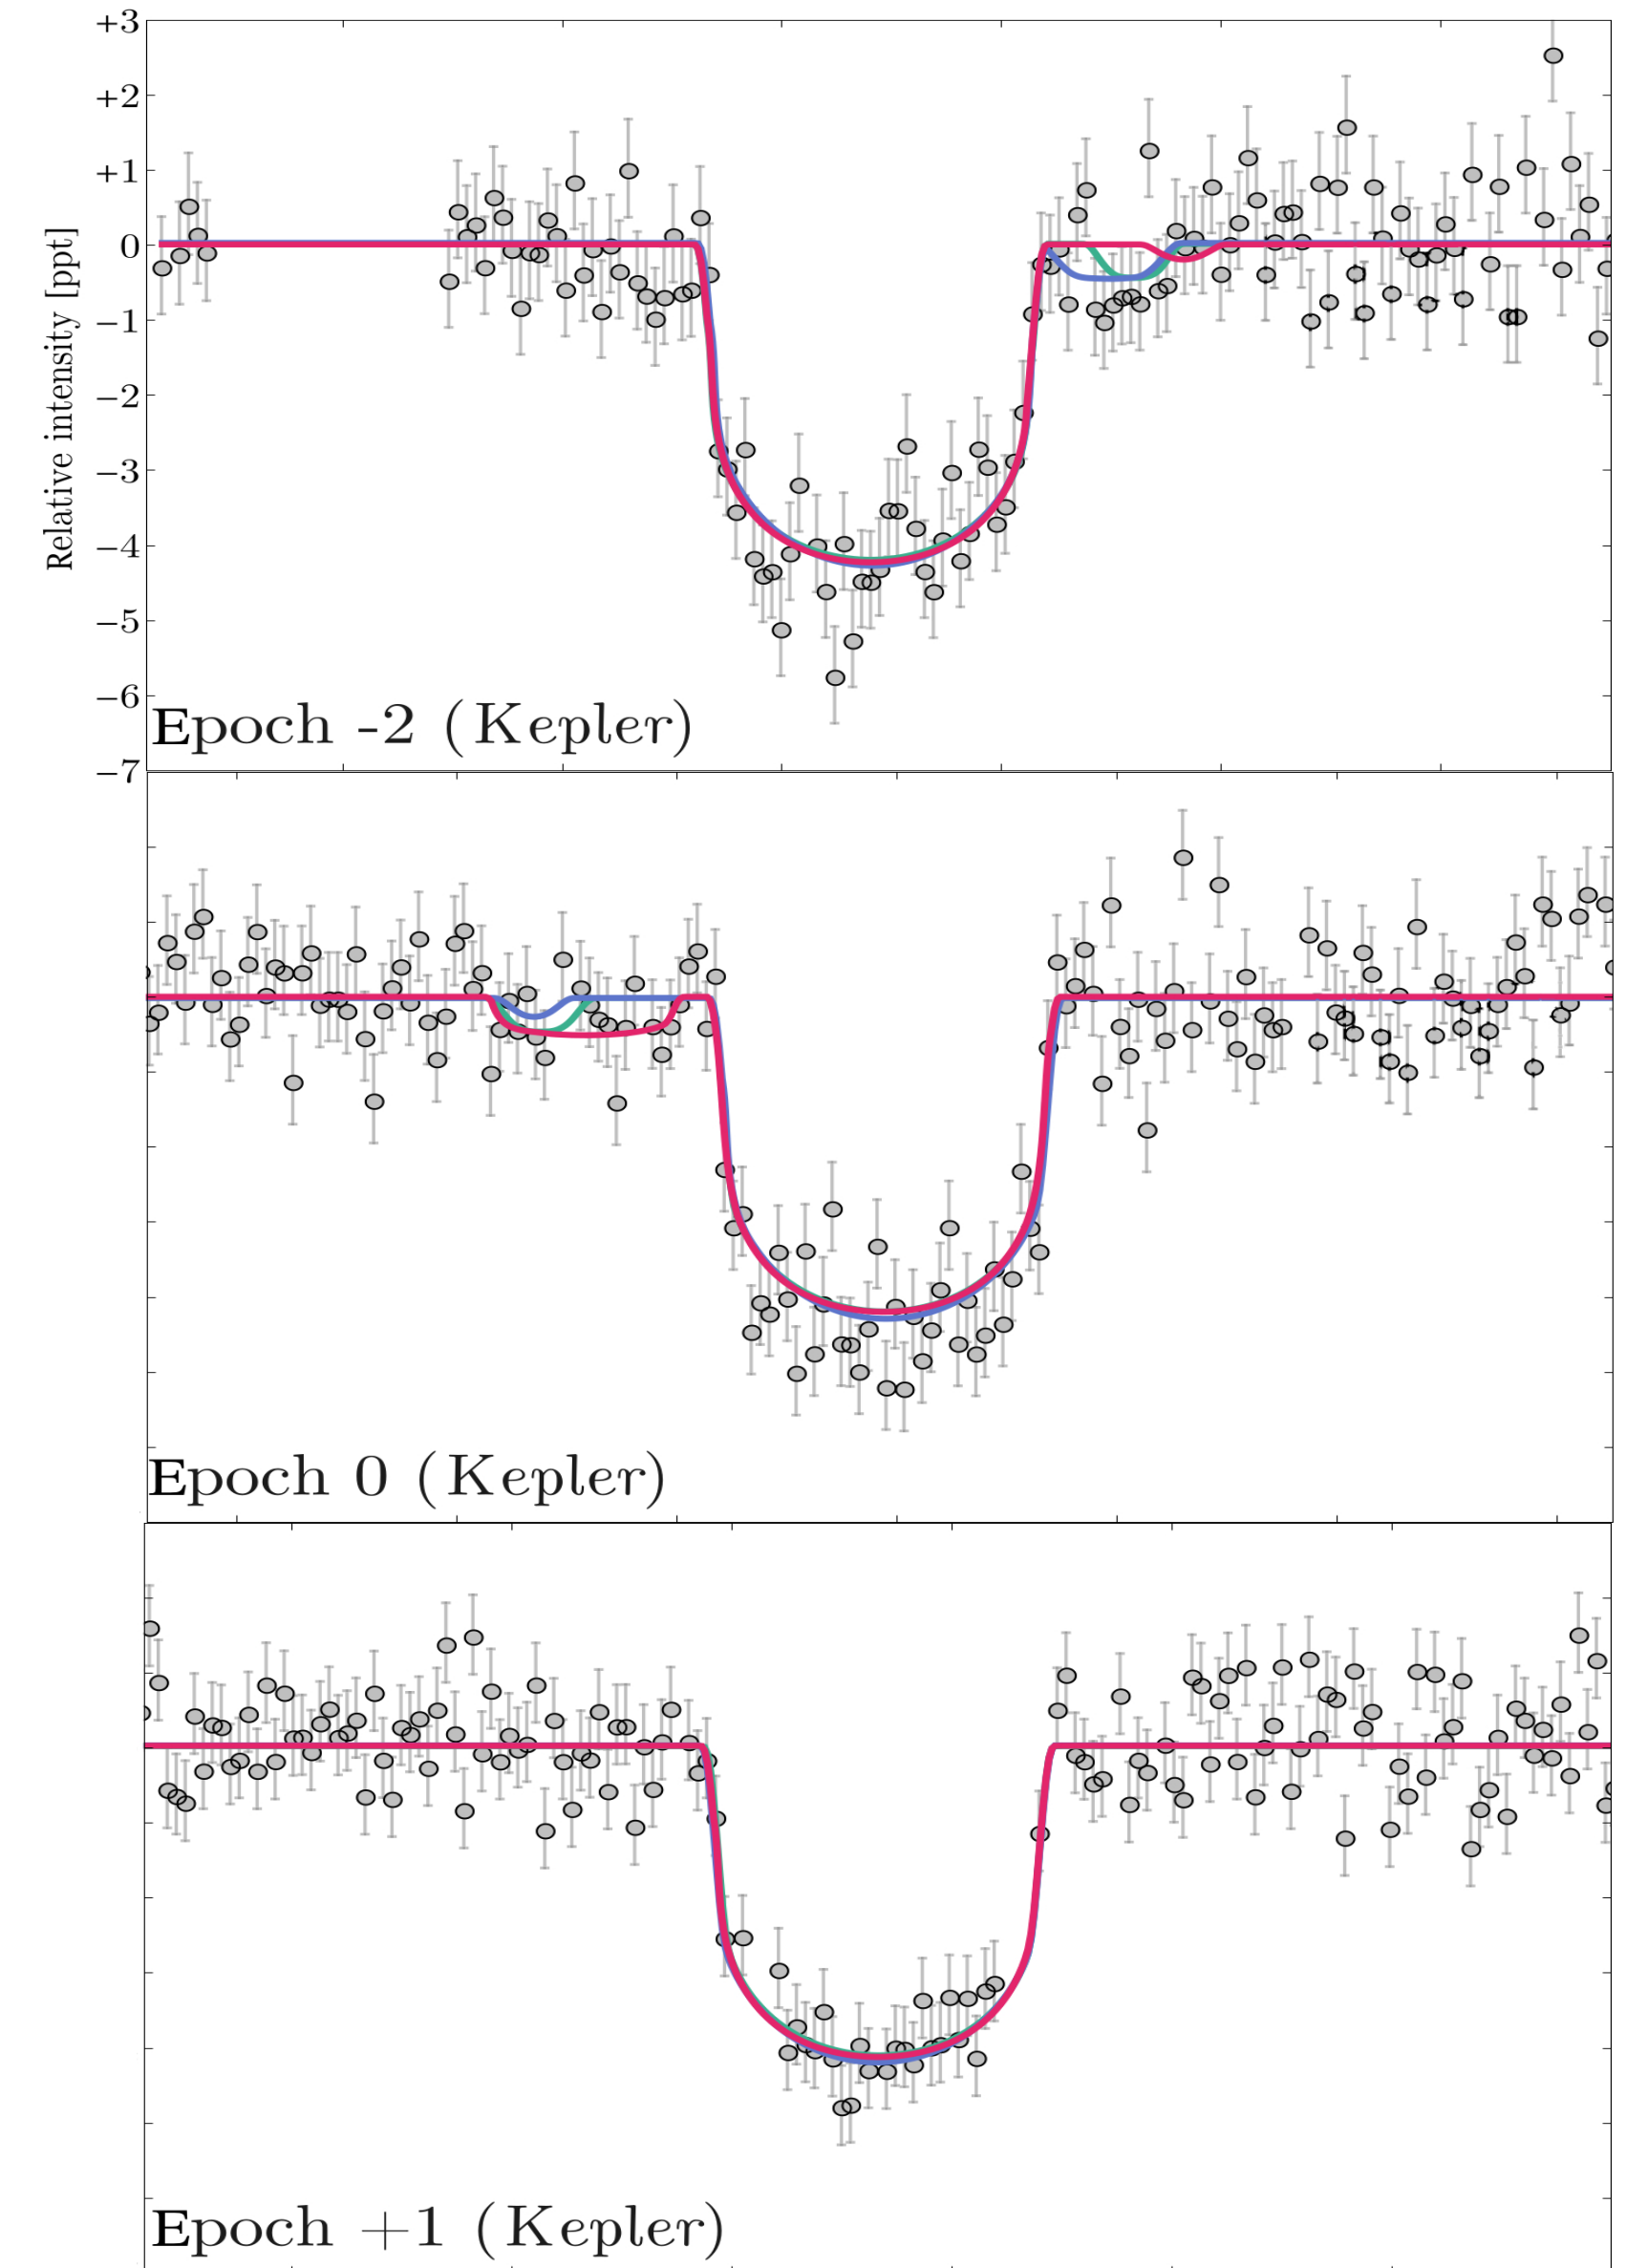 +3
+2
+1
0
−1
−2
−3
−4
−5
−6
−7
Relative intensity [ppt]
Epoch -2 (Kepler)
Epoch 0 (Kepler)
Epoch +1 (Kepler)